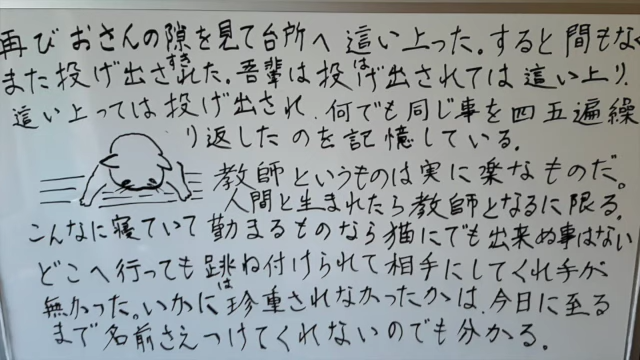 再びおさんの隙を見て台所へ這い上った。すると間もなく
また投げ出された。吾輩は投げ出されては這い上り、
這い上っては投げ出され、何でも同じ事を四五遍繰
り返したのを記憶している。
教師というものは実に楽なものだ。
人間と生まれたら教師となるに限る。
こんなに寝ていて勤まるものなら猫にでも出来ぬ事はない
どこへ行っても跳ね付けられて相手にしてくれ手が
無かった。いかに珍重されなかったかは、今日に至る
まで名前さえつけてくれないのでも分かる。